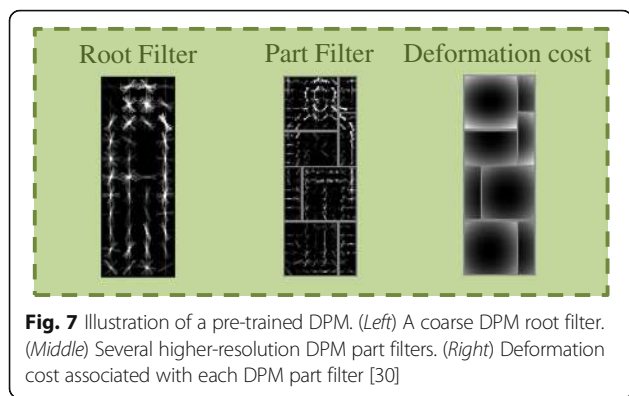 Root Filter Part Filter Deformation cost
Fig. 7 Illustration of a pre-trained DPM. (Left) A coarse DPM root filter.
(Middle) Several higher-resolution DPM part filters. (Right) Deformation
cost associated with each DPM part filter [30]